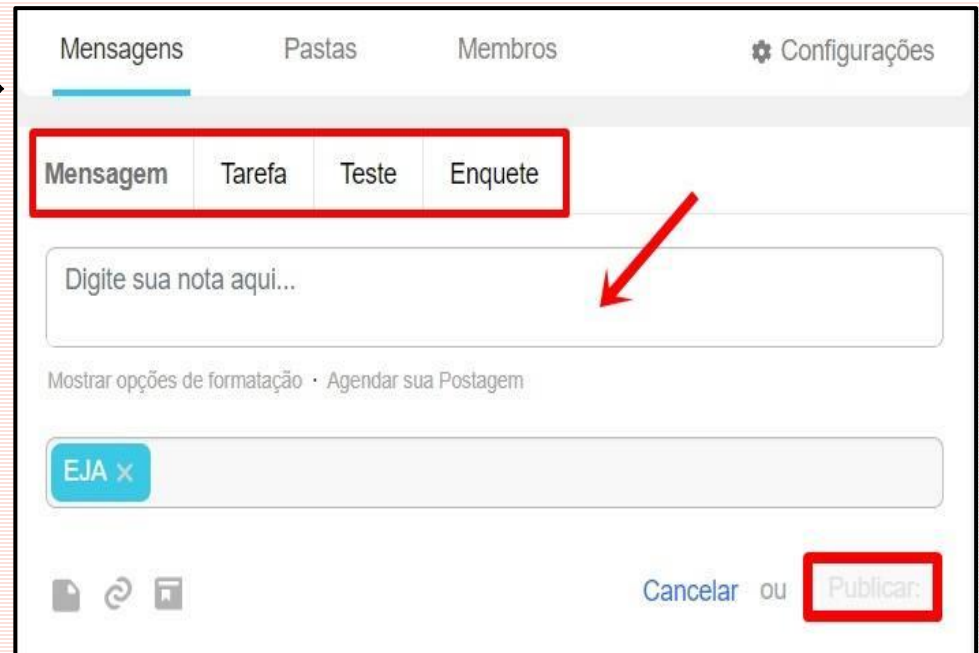 Mensagens Pastas Membros Configurações
Mensagem Tarefa Teste Enquete
Digite sua nota aqui...
Mostrar opções de formatação · Agendar sua Postagem
EJA ×
Cancelar ou Publicar: